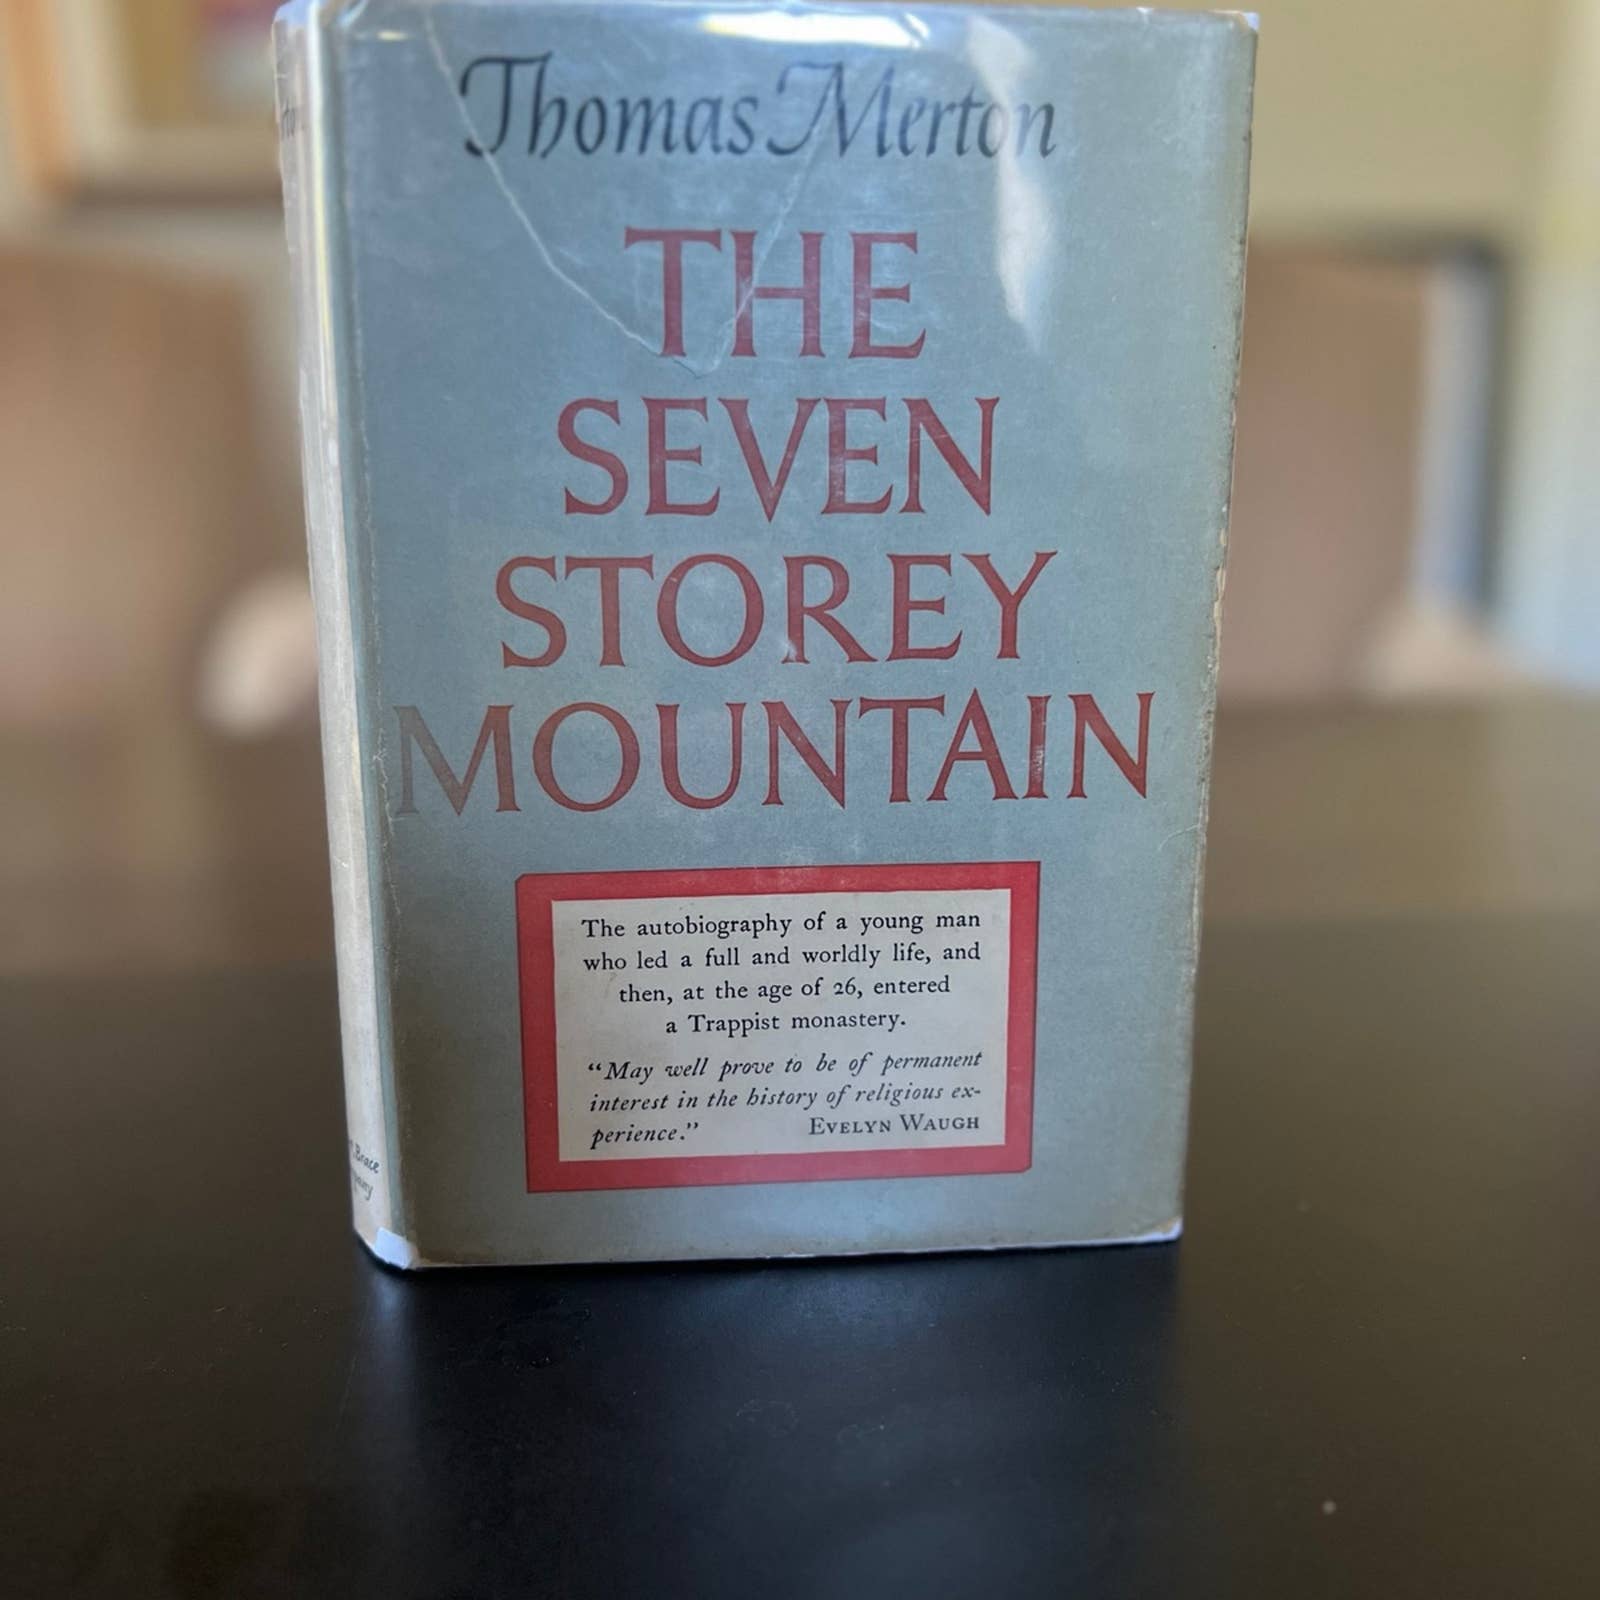 Thomas Merton
THE
SEVEN
STOREY
MOUNTAIN
The autobiography of a young man
who led a full and worldly life, and
then, at the age of 26, entered
a Trappist monastery.
“May well prove to be of permanent
interest in the history of religious ex-
perience.” EVELYN WAUGH
Brace